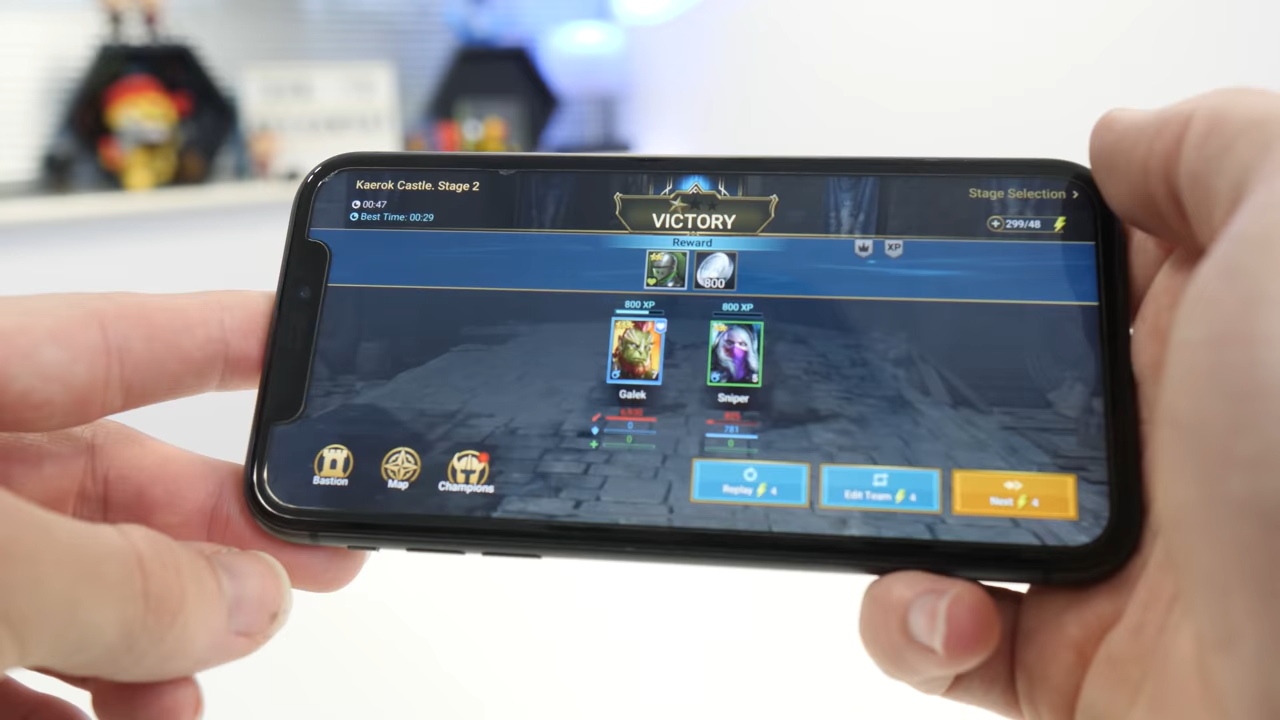 Kaerok Castle. Stage 2
00:47
Best Time: 00:29
VICTORY
Stage Selection >
299/48
Reward
XP
800
800 XP
800 XP
Galek
Sniper
0
781
0
0
Bastion
Map
Champions
Replay 4
Edit Team 4
Next 4